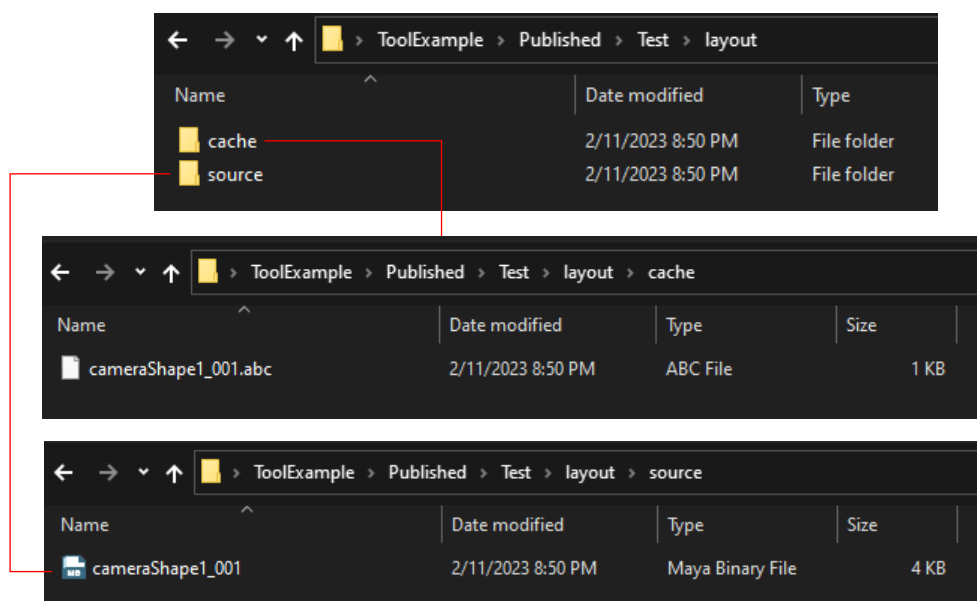 ToolExample > Published > Test > layout
Name Date modified Type
cache 2/11/2023 8:50 PM File folder
source 2/11/2023 8:50 PM File folder
ToolExample > Published > Test > layout > cache
Name Date modified Type Size
cameraShape1_001.abc 2/11/2023 8:50 PM ABC File 1 KB
ToolExample > Published > Test > layout > source
Name Date modified Type Size
MB cameraShape1_001 2/11/2023 8:50 PM Maya Binary File 4 KB